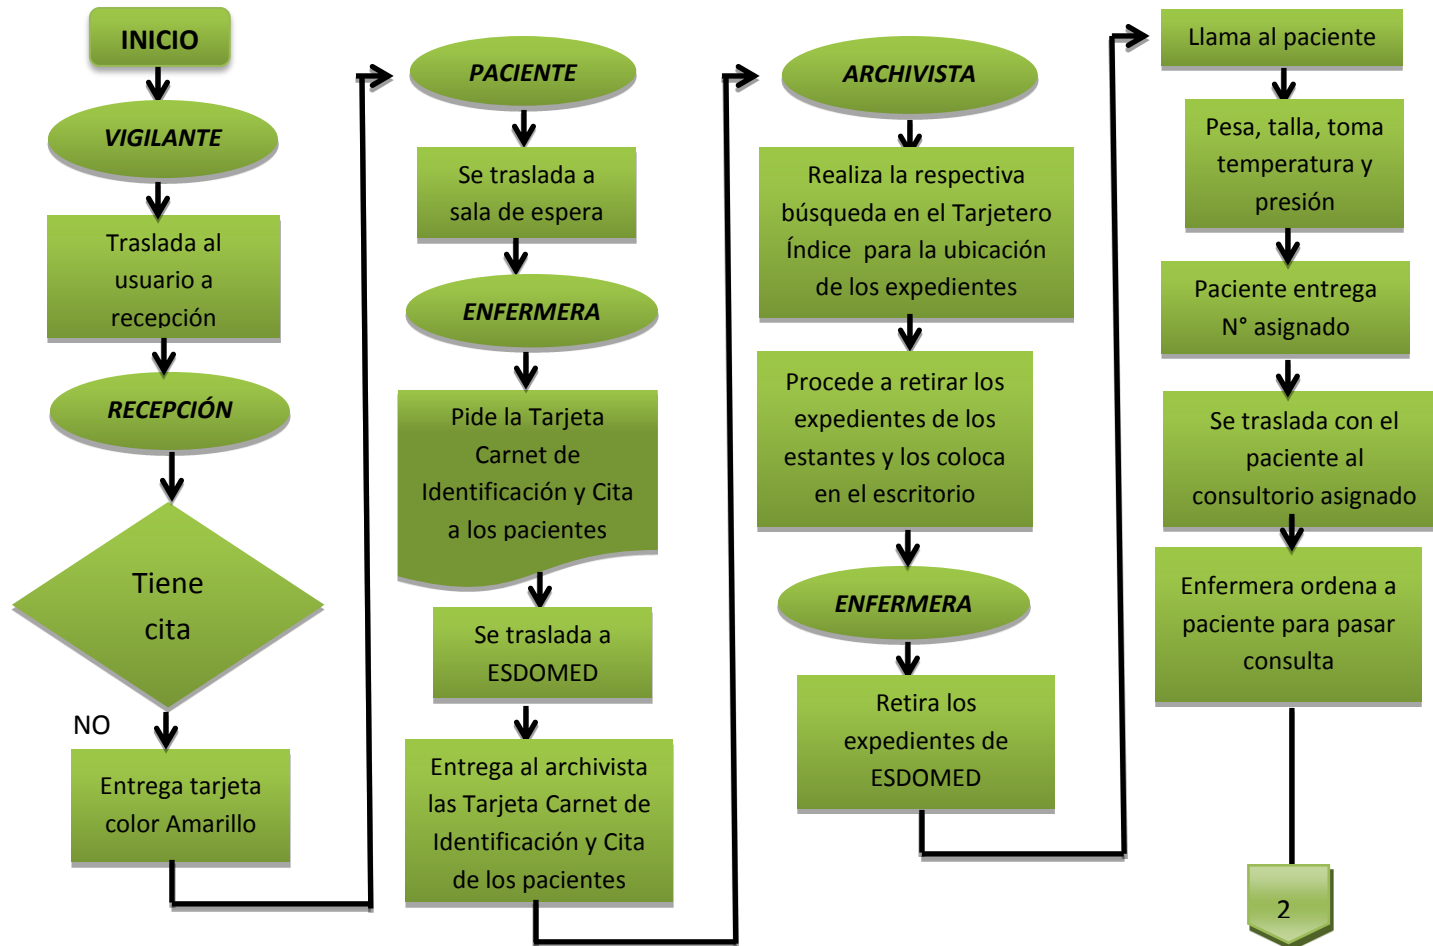 INICIO
VIGILANTE
Traslada al
usuario a
recepción
RECEPCIÓN
Tiene
cita
NO
Entrega tarjeta
color Amarillo
PACIENTE
Se traslada a
sala de espera
ENFERMERA
Pide la Tarjeta
Carnet de
Identificación y Cita
a los pacientes
Se traslada a
ESDOMED
Entrega al archivista
las Tarjeta Carnet de
Identificación y Cita
de los pacientes
ARCHIVISTA
Realiza la respectiva
búsqueda en el Tarjetero
Índice para la ubicación
de los expedientes
Procede a retirar los
expedientes de los
estantes y los coloca
en el escritorio
ENFERMERA
Retira los
expedientes de
ESDOMED
Llama al paciente
Pesa, talla, toma
temperatura y
presión
Paciente entrega
N° asignado
Se traslada con el
paciente al
consultorio asignado
Enfermera ordena a
paciente para pasar
consulta
2